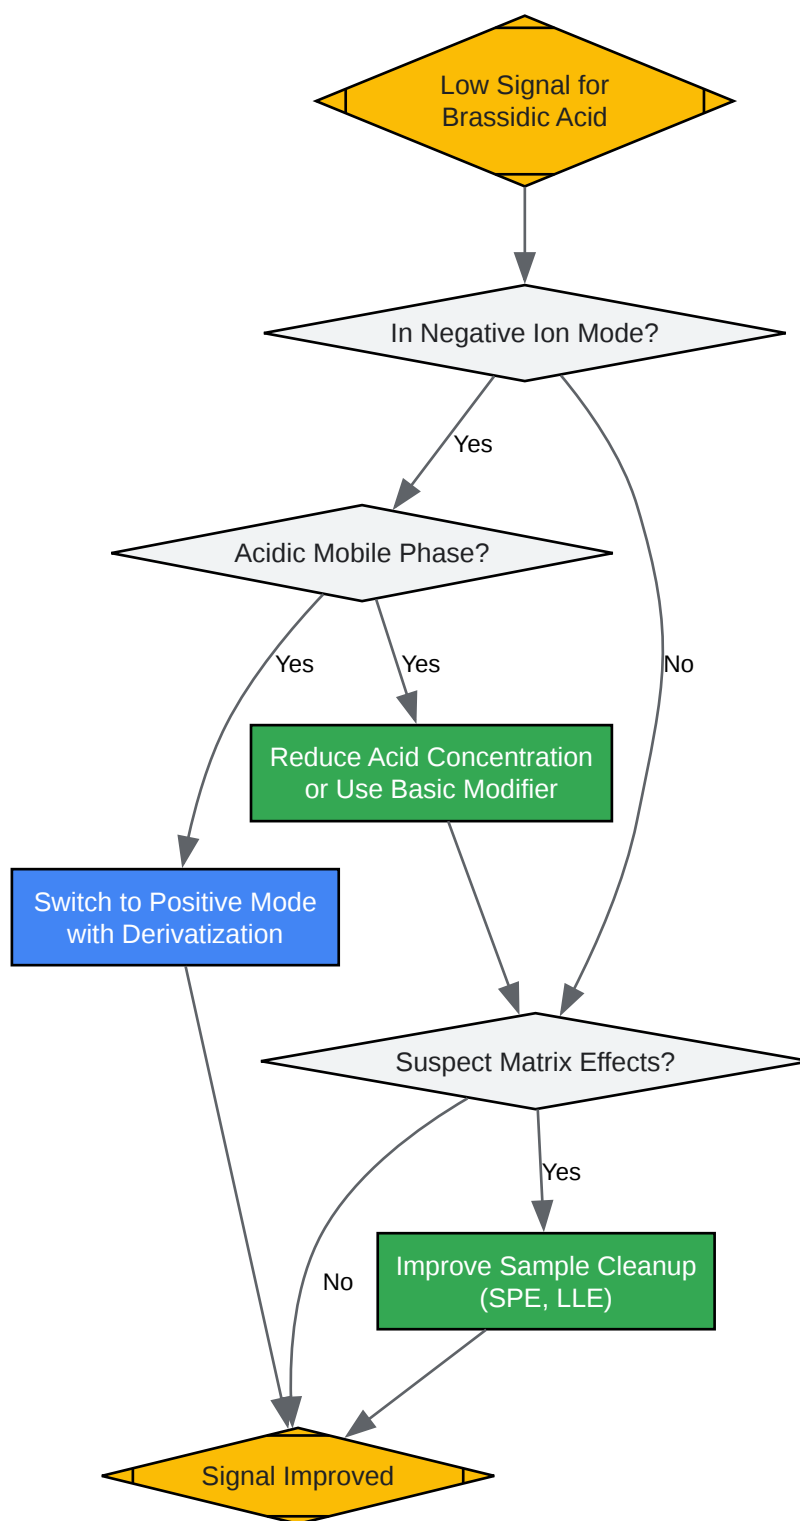 Low Signal for
Brassidic Acid
In Negative Ion Mode?
Yes
Acidic Mobile Phase?
Yes
Yes
No
Reduce Acid Concentration
or Use Basic Modifier
Switch to Positive Mode
with Derivatization
Suspect Matrix Effects?
Yes
Improve Sample Cleanup
(SPE, LLE)
No
Signal Improved